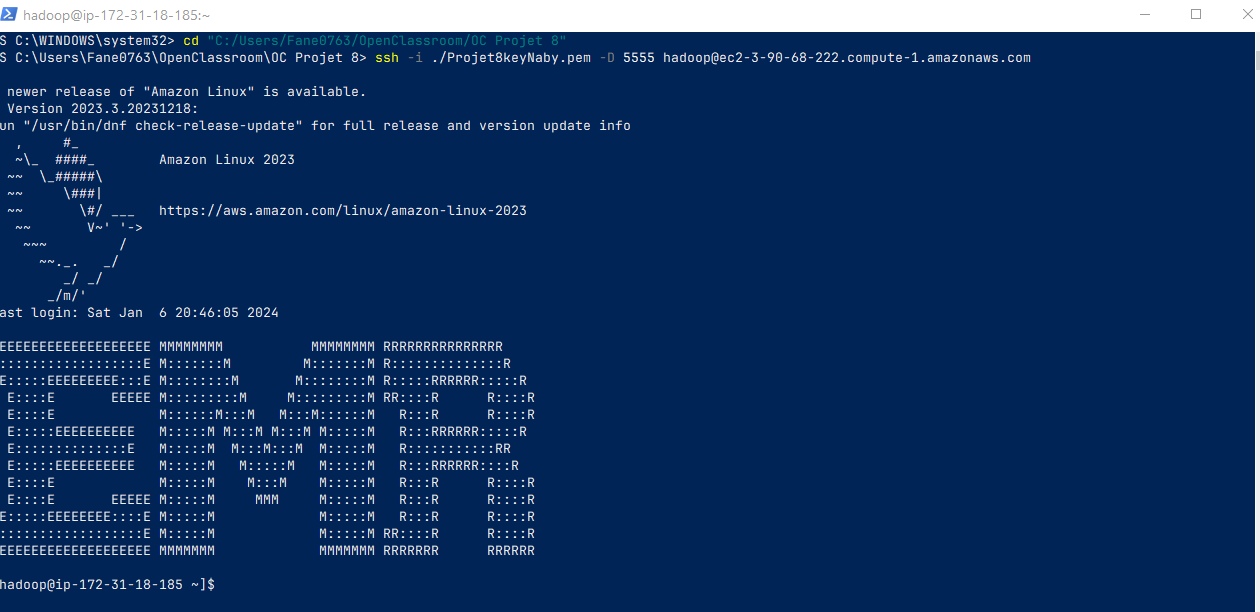 hadoop@ip-172-31-18-185:~
S C:\WINDOWS\system32> cd "C:/Users/Fane0763/OpenClassroom/OC Projet 8"
S C:\Users\Fane0763\OpenClassroom\OC Projet 8> ssh -i ./Projet8keyNaby.pem -D 5555 hadoop@ec2-3-90-68-222.compute-1.amazonaws.com
newer release of "Amazon Linux" is available.
Version 2023.3.20231218:
un "/usr/bin/dnf check-release-update" for full release and version update info
  ,     #_
  ~\_  ####_        Amazon Linux 2023
 ~~  \_#####\
 ~~     \###|
 ~~       \#/ ___   https://aws.amazon.com/linux/amazon-linux-2023
  ~~       V~' '->
   ~~~         /
     ~~._.   _/
        _/ _/
      _/m/'
ast login: Sat Jan  6 20:46:05 2024
EEEEEEEEEEEEEEEEEEE MMMMMMMM           MMMMMMMM RRRRRRRRRRRRRRR
::::::::::::::::::E M:::::::M         M:::::::M R::::::::::::::R
E:::::EEEEEEEEE:::E M::::::::M       M::::::::M R:::::RRRRRR:::::R
 E::::E       EEEEE M:::::::::M     M:::::::::M RR::::R      R::::R
 E::::E             M::::::M:::M   M:::M::::::M   R:::R      R::::R
 E:::::EEEEEEEEEE   M:::::M M:::M M:::M M:::::M   R:::RRRRRR:::::R
 E::::::::::::::E   M:::::M  M:::M:::M  M:::::M   R:::::::::::RR
 E:::::EEEEEEEEEE   M:::::M   M:::::M   M:::::M   R:::RRRRRR::::R
 E::::E             M:::::M    M:::M    M:::::M   R:::R      R::::R
 E::::E       EEEEE M:::::M     MMM     M:::::M   R:::R      R::::R
E:::::EEEEEEEE::::E M:::::M             M:::::M   R:::R      R::::R
::::::::::::::::::E M:::::M             M:::::M RR::::R      R::::R
EEEEEEEEEEEEEEEEEEE MMMMMMM             MMMMMMM RRRRRRR      RRRRRR
hadoop@ip-172-31-18-185 ~]$